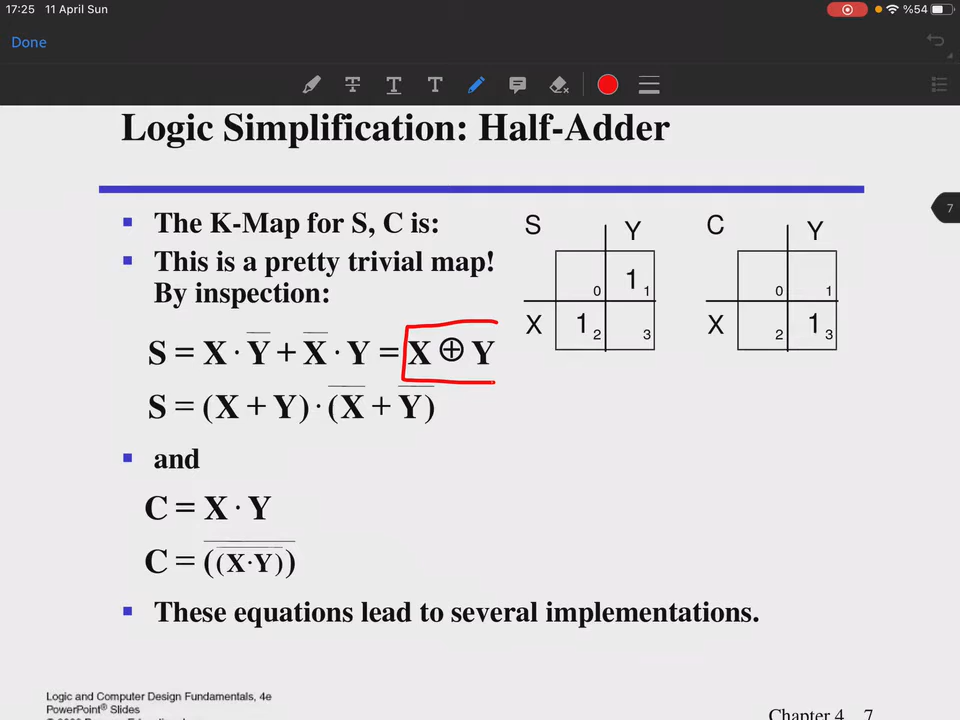 17:25 11 April Sun %54
Done
T T T
Logic Simplification: Half-Adder
7
The K-Map for S, C is:
This is a pretty trivial map!
By inspection:
S = X · Y̅ + X̅ · Y = X ⊕ Y
S = (X + Y) · (X̅ + Y̅)
and
C = X · Y
C = ((X·Y)̅)̅
These equations lead to several implementations.
S Y
0 1 1
X 1 2 3
C Y
0 1
X 2 1 3
Logic and Computer Design Fundamentals, 4e
PowerPoint® Slides
Chapter 4 7